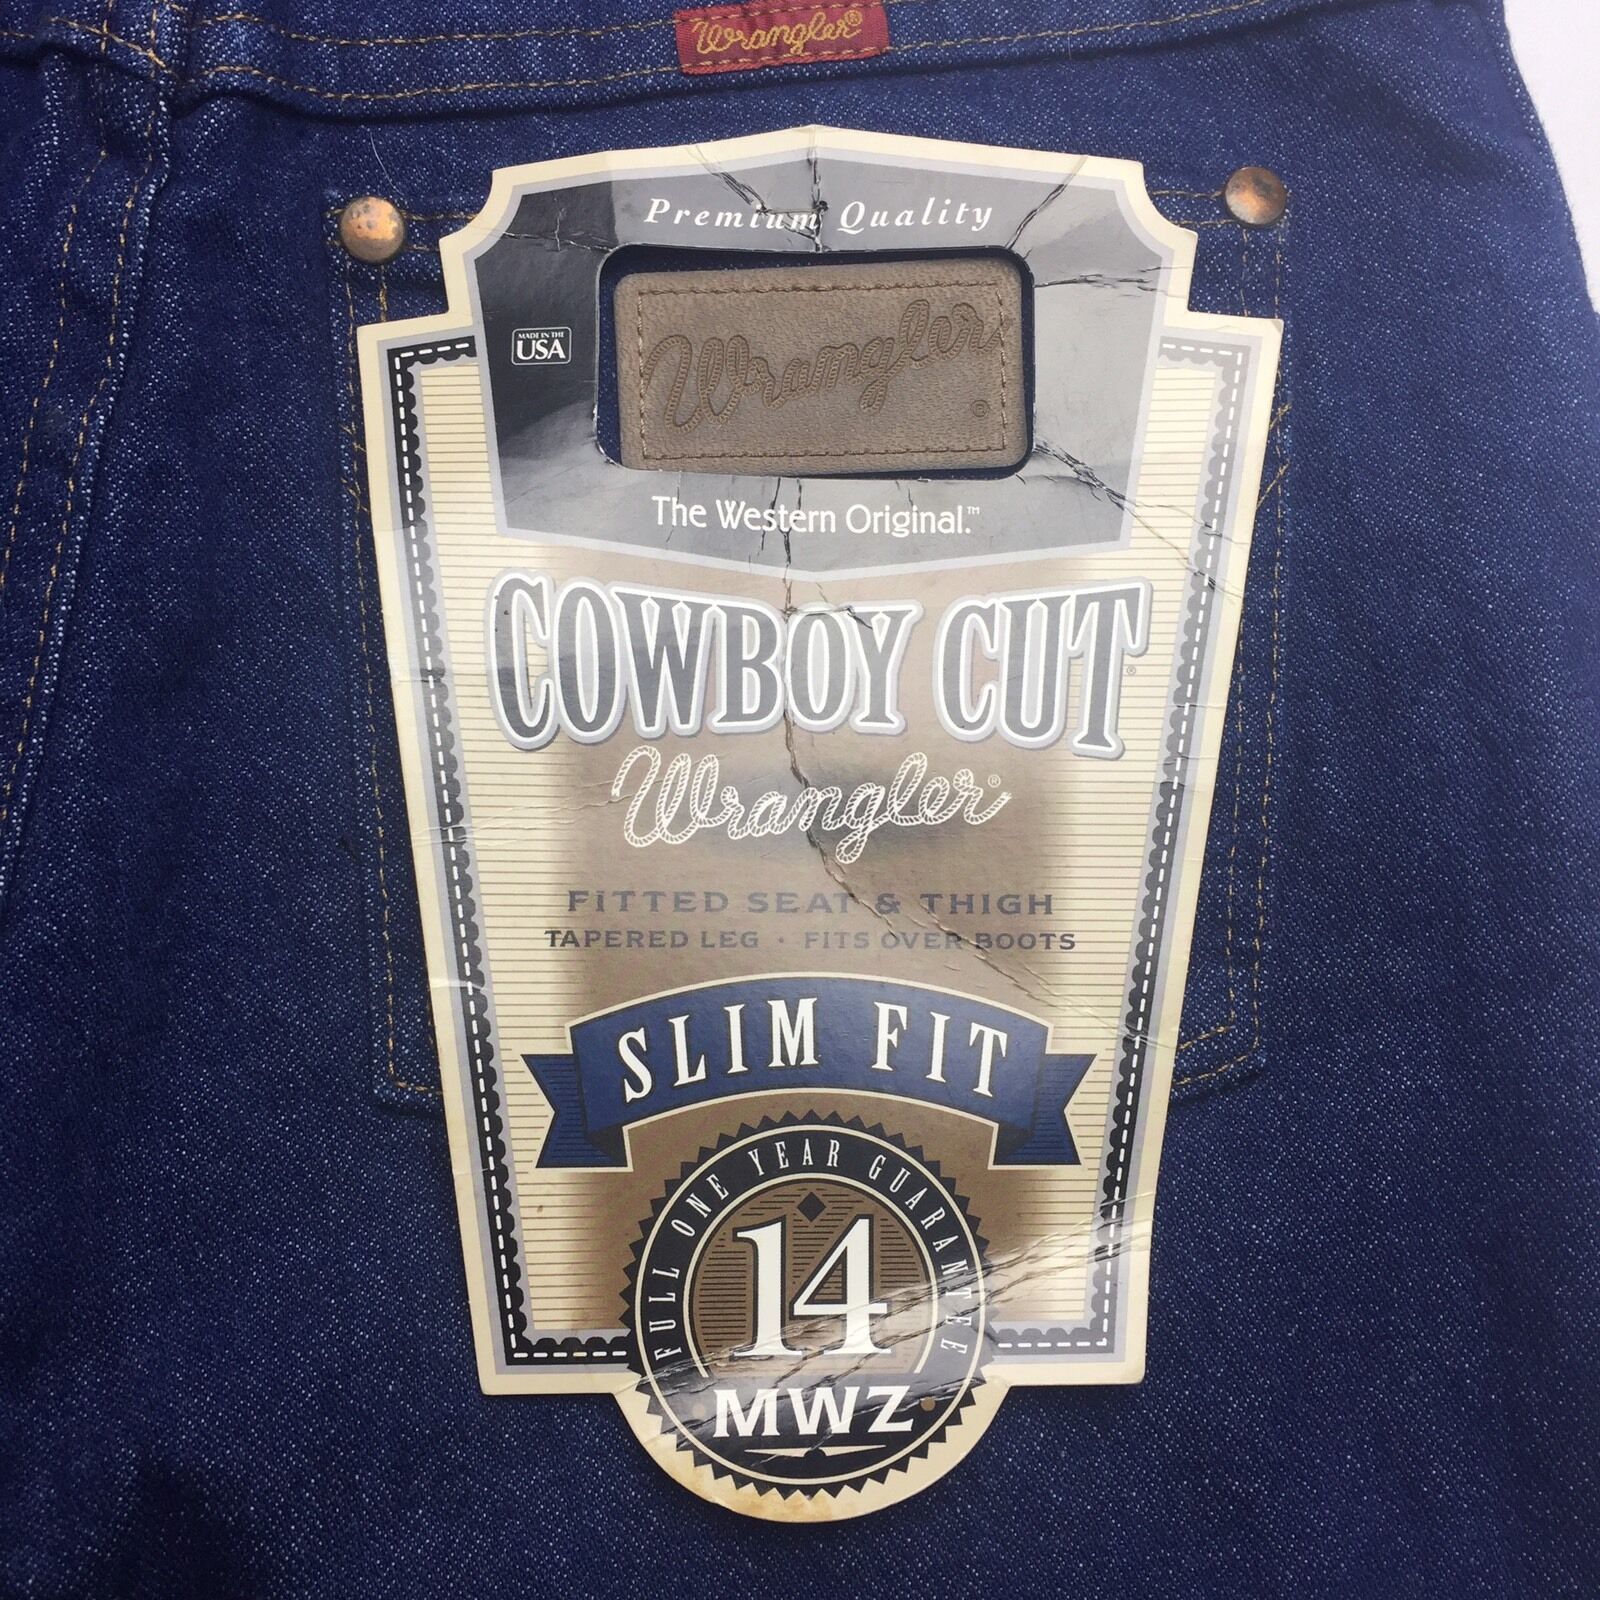 Wrangler®
Premium Quality
MADE IN THE
USA
Wrangler®
The Western Original.™
COWBOY CUT®
Wrangler®
FITTED SEAT & THIGH
TAPERED LEG · FITS OVER BOOTS
SLIM FIT
FULL ONE YEAR GUARANTEE
14
MWZ